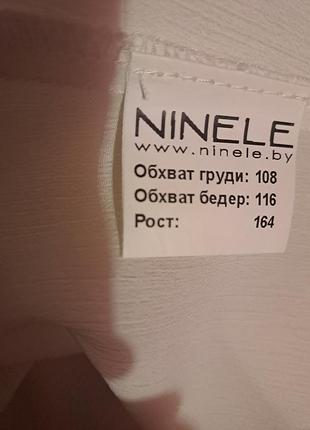 NINELE
www.ninele.by
Обхват груди: 108
Обхват бедер: 116
Рост: 164